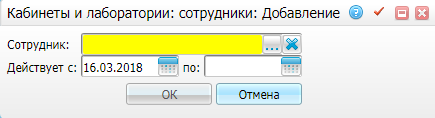 Кабинеты и лаборатории: сотрудники: Добавление
Сотрудник: ...
Действует с: 16.03.2018 по:
ОК Отмена